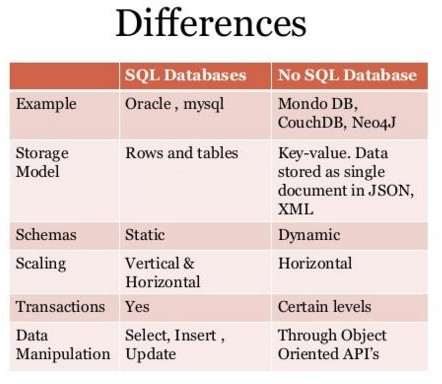 Differences
SQL Databases No SQL Database
Example Oracle , mysql Mondo DB,
CouchDB, Neo4J
Storage Rows and tables Key-value. Data
Model stored as single
document in JSON,
XML
Schemas Static Dynamic
Scaling Vertical & Horizontal
Horizontal
Transactions Yes Certain levels
Data Select, Insert , Through Object
Manipulation Update Oriented API's